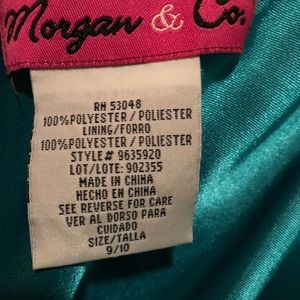 Morgan & Co.
RN 53048
100%POLYESTER / POLIESTER
LINING/FORRO
100%POLYESTER / POLIESTER
STYLE# 9635920
LOT/LOTE: 902355
MADE IN CHINA
HECHO EN CHINA
SEE REVERSE FOR CARE
VER AL DORSO PARA
CUIDADO
SIZE/TALLA
9/10